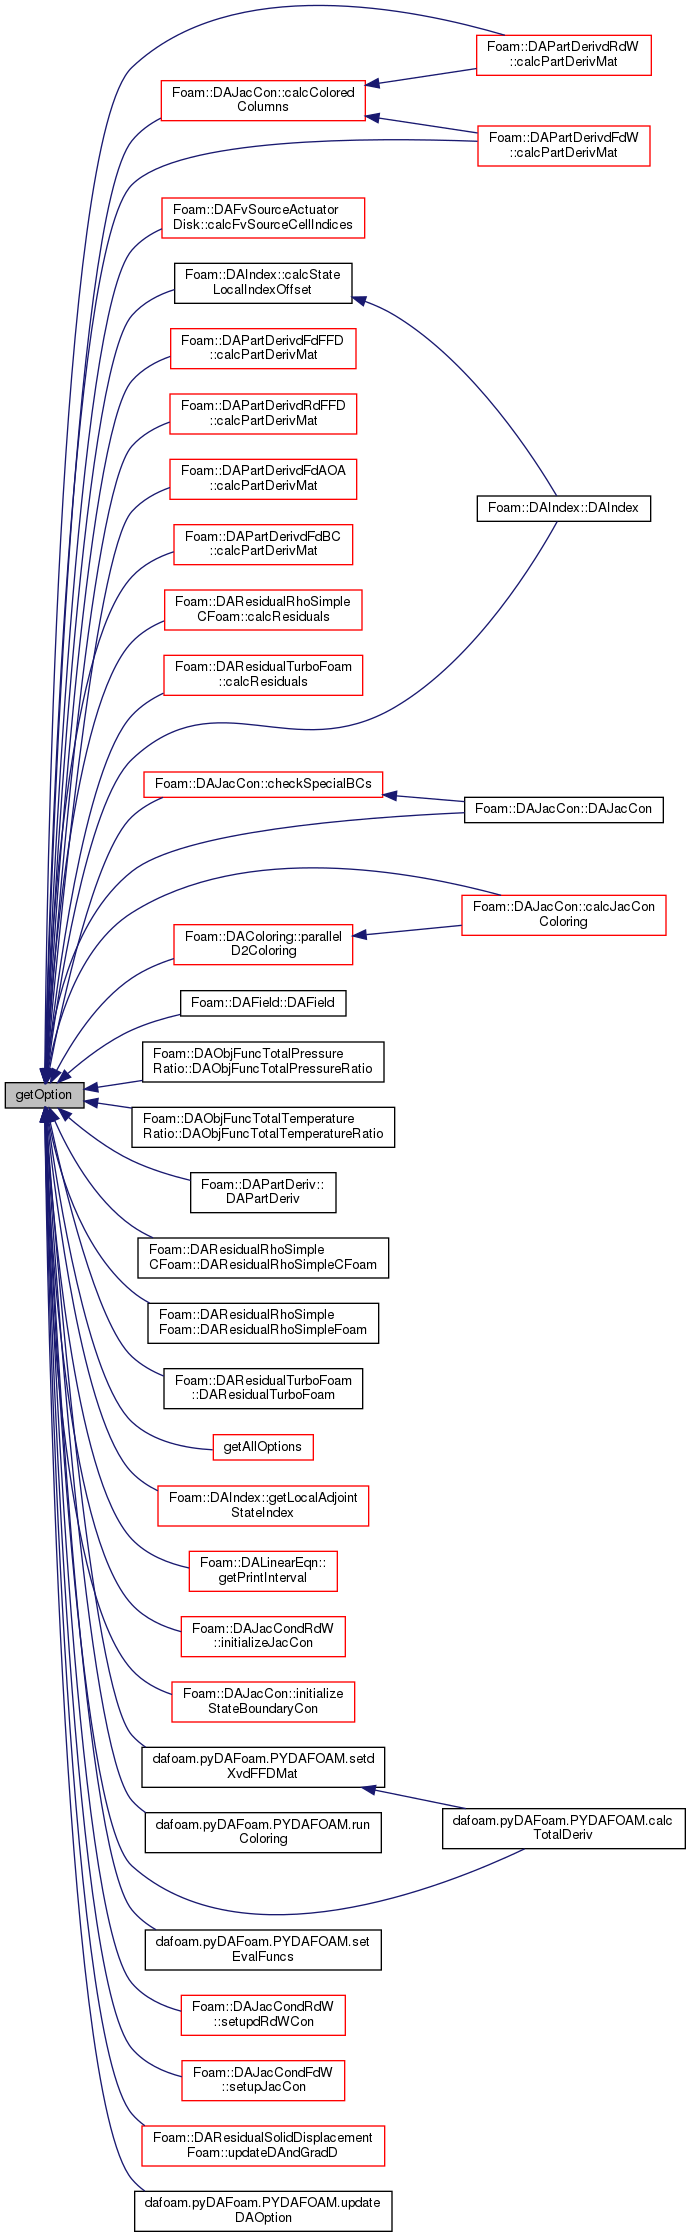 Foam::DAPartDerivdRdW
::calcPartDerivMat
Foam::DAJacCon::calcColored
Columns
Foam::DAPartDerivdFdW
::calcPartDerivMat
Foam::DAFvSourceActuator
Disk::calcFvSourceCellIndices
Foam::DAIndex::calcState
LocalIndexOffset
Foam::DAPartDerivdFdFFD
::calcPartDerivMat
Foam::DAPartDerivdRdFFD
::calcPartDerivMat
Foam::DAPartDerivdFdAOA
::calcPartDerivMat
Foam::DAIndex::DAIndex
Foam::DAPartDerivdFdBC
::calcPartDerivMat
Foam::DAResidualRhoSimple
CFoam::calcResiduals
Foam::DAResidualTurboFoam
::calcResiduals
Foam::DAJacCon::checkSpecialBCs
Foam::DAJacCon::DAJacCon
Foam::DAJacCon::calcJacCon
Coloring
Foam::DAColoring::parallel
D2Coloring
Foam::DAField::DAField
Foam::DAObjFuncTotalPressure
Ratio::DAObjFuncTotalPressureRatio
getOption
Foam::DAObjFuncTotalTemperature
Ratio::DAObjFuncTotalTemperatureRatio
Foam::DAPartDeriv::
DAPartDeriv
Foam::DAResidualRhoSimple
CFoam::DAResidualRhoSimpleCFoam
Foam::DAResidualRhoSimple
Foam::DAResidualRhoSimpleFoam
Foam::DAResidualTurboFoam
::DAResidualTurboFoam
getAllOptions
Foam::DAIndex::getLocalAdjoint
StateIndex
Foam::DALinearEqn::
getPrintInterval
Foam::DAJacCondRdW
::initializeJacCon
Foam::DAJacCon::initialize
StateBoundaryCon
dafoam.pyDAFoam.PYDAFOAM.setd
XvdFFDMat
dafoam.pyDAFoam.PYDAFOAM.run
Coloring
dafoam.pyDAFoam.PYDAFOAM.calc
TotalDeriv
dafoam.pyDAFoam.PYDAFOAM.set
EvalFuncs
Foam::DAJacCondRdW
::setupdRdWCon
Foam::DAJacCondFdW
::setupJacCon
Foam::DAResidualSolidDisplacement
Foam::updateDAndGradD
dafoam.pyDAFoam.PYDAFOAM.update
DAOption